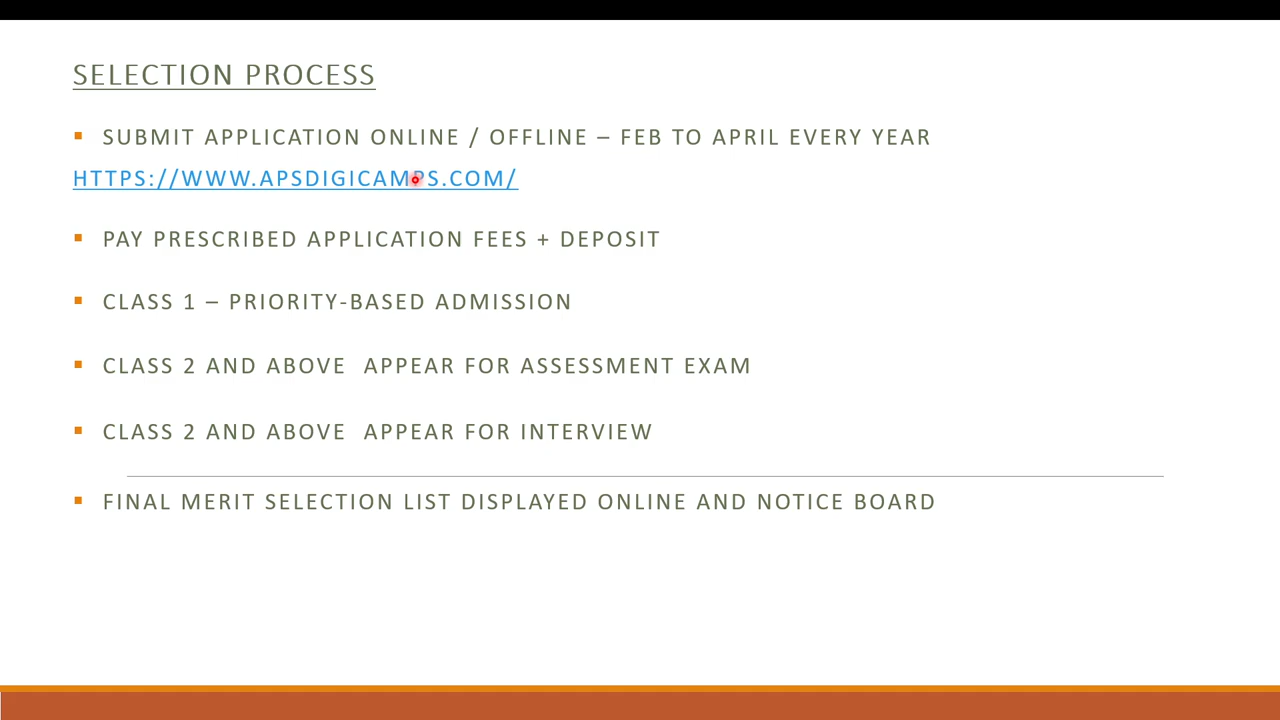 SELECTION PROCESS
SUBMIT APPLICATION ONLINE / OFFLINE – FEB TO APRIL EVERY YEAR
HTTPS://WWW.APSDIGICAMPS.COM/
PAY PRESCRIBED APPLICATION FEES + DEPOSIT
CLASS 1 – PRIORITY-BASED ADMISSION
CLASS 2 AND ABOVE APPEAR FOR ASSESSMENT EXAM
CLASS 2 AND ABOVE APPEAR FOR INTERVIEW
FINAL MERIT SELECTION LIST DISPLAYED ONLINE AND NOTICE BOARD